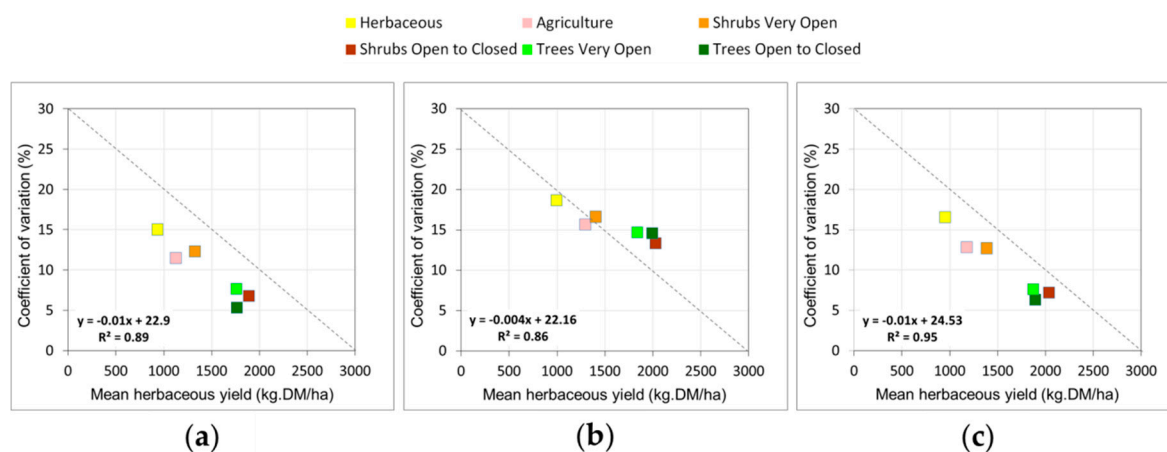 Herbaceous Agriculture Shrubs Very Open
Shrubs Open to Closed Trees Very Open Trees Open to Closed
30
25
20
15
10
5
0
Coefficient of variation (%)
y = -0.01x + 22.9
R² = 0.89
0 500 1000 1500 2000 2500 3000
Mean herbaceous yield (kg.DM/ha)
(a)
30
25
20
15
10
5
0
Coefficient of variation (%)
y = -0.004x + 22.16
R² = 0.86
0 500 1000 1500 2000 2500 3000
Mean herbaceous yield (kg.DM/ha)
(b)
30
25
20
15
10
5
0
Coefficient of variation (%)
y = -0.01x + 24.53
R² = 0.95
0 500 1000 1500 2000 2500 3000
Mean herbaceous yield (kg.DM/ha)
(c)